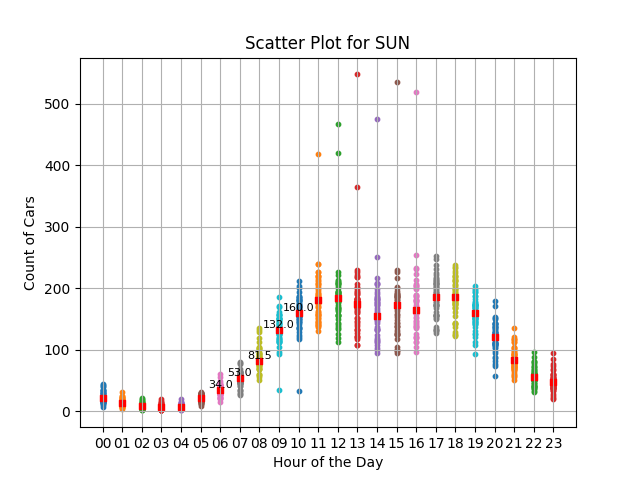 Scatter Plot for SUN
Count of Cars
500
400
300
200
100
0
160.0
132.0
81.5
53.0
34.0
00 01 02 03 04 05 06 07 08 09 10 11 12 13 14 15 16 17 18 19 20 21 22 23
Hour of the Day